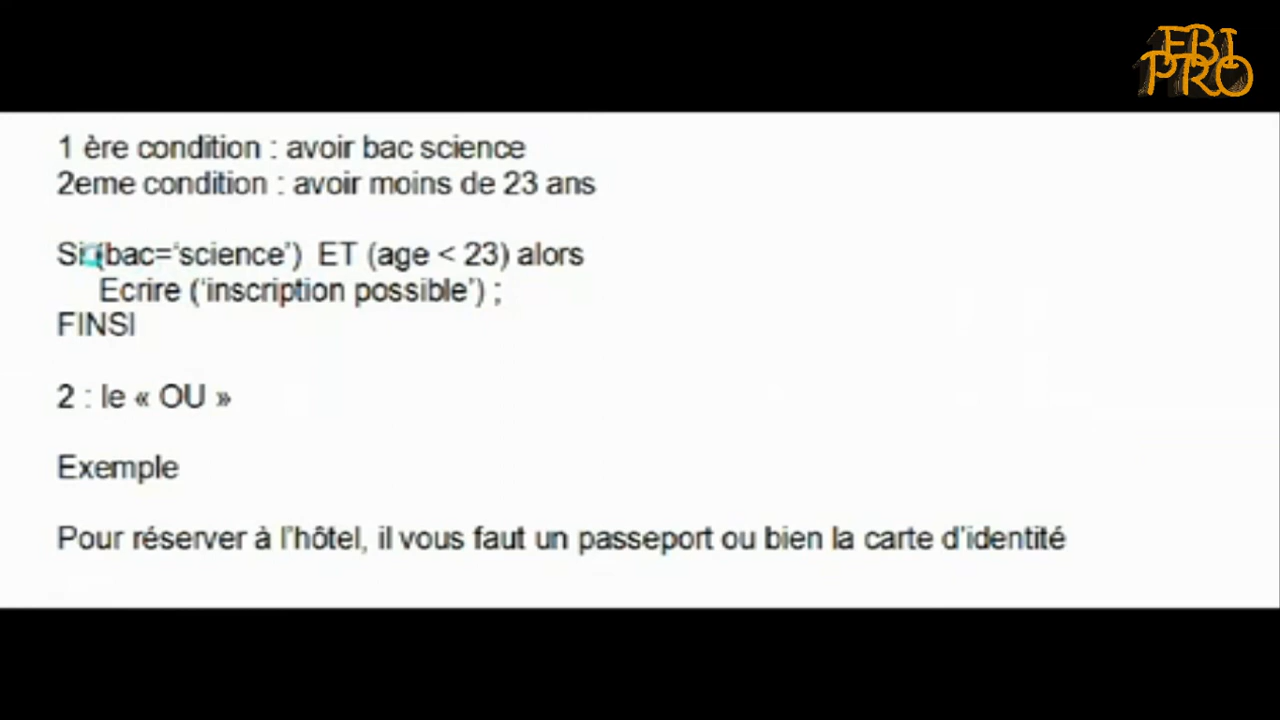 FBI
PRO
1 ère condition : avoir bac science
2eme condition : avoir moins de 23 ans
Si (bac=‘science’) ET (age < 23) alors
Ecrire (‘inscription possible’) ;
FINSI
2 : le « OU »
Exemple
Pour réserver à l’hôtel, il vous faut un passeport ou bien la carte d’identité